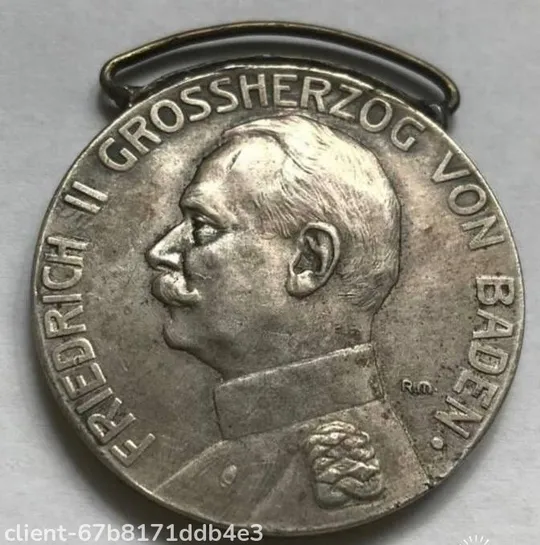 FRIEDRICH II GROSSHERZOG VON BADEN.
R.M.
client-67b8171ddb4e3